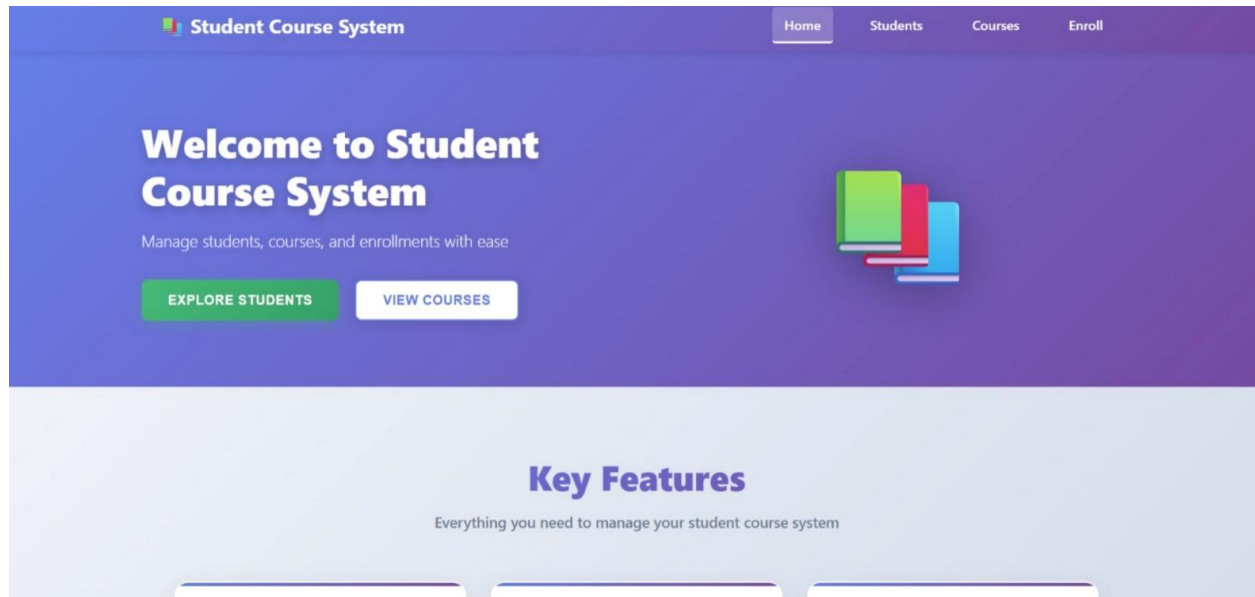 Student Course System
Home
Students
Courses
Enroll
Welcome to Student
Course System
Manage students, courses, and enrollments with ease
EXPLORE STUDENTS
VIEW COURSES
Key Features
Everything you need to manage your student course system